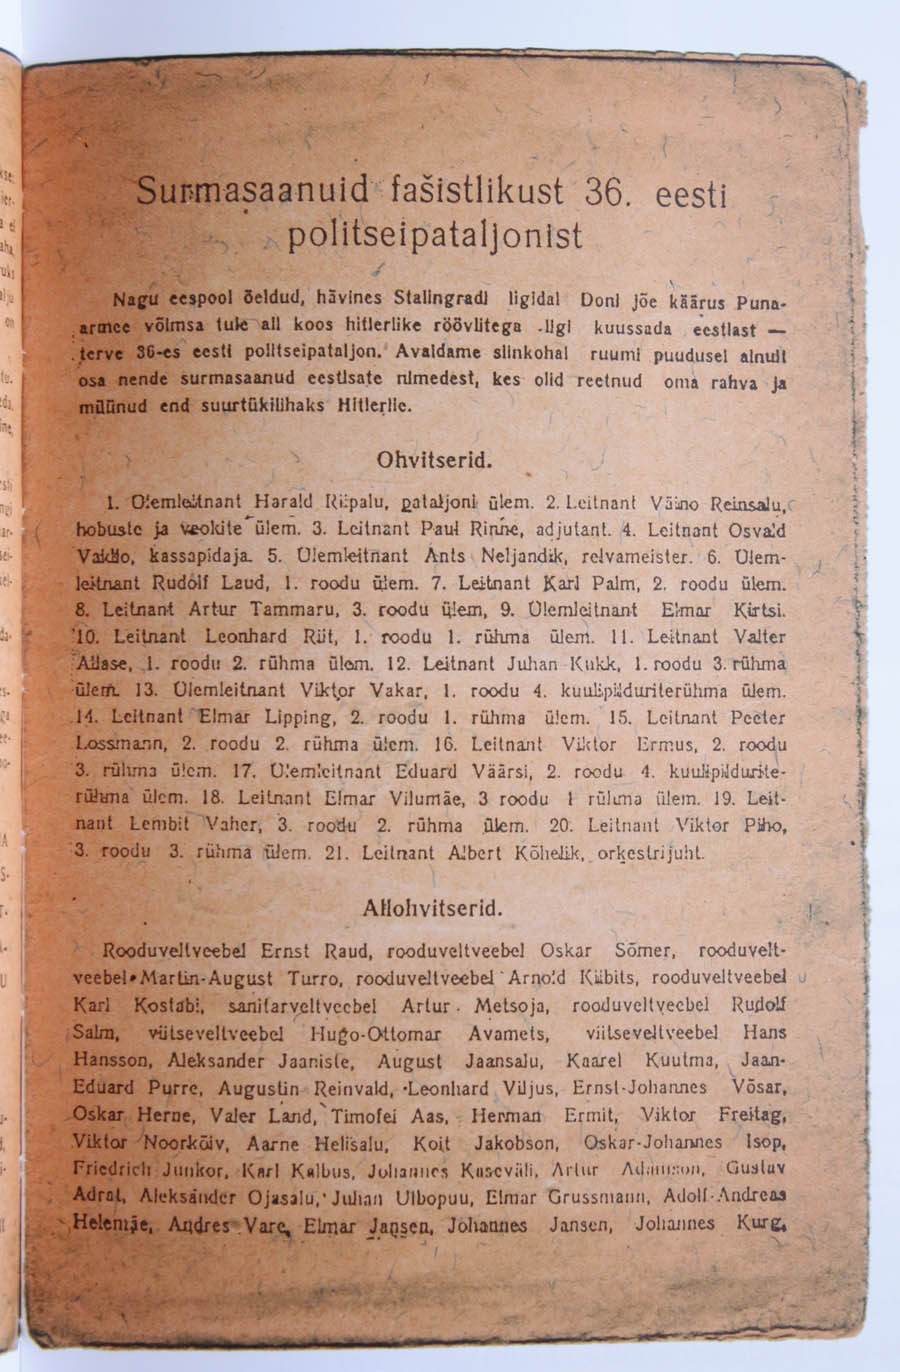 Surmasaanuid fašistlikust 36. eesti
politseipataljonist
Nagu eespool öeldud, hävines Stalingradi ligidal Doni jõe käärus Puna-
armee võimsa tule all koos hitlerlike röövlitega ligi kuussada eestlast —
terve 36-es eesti politseipataljon. Avaldame siinkohal ruumi puudusel ainult
osa nende surmasaanud eestlaste nimedest, kes olid reetnud oma rahva ja
müünud end suurtükilihaks Hitlerile.
Ohvitserid.
1. Ülemleitnant Harald Riipalu, pataljoni ülem. 2. Leitnant Väino Reinsalu,
hobuste ja veokite ülem. 3. Leitnant Paul Rinne, adjutant. 4. Leitnant Osvald
kassapidaja. 5. Ülemleitnant Ants Neljandik, relvameister. 6. Ülem-
leitnant Rudolf Laud, 1. roodu ülem. 7. Leitnant Karl Palm, 2. roodu ülem.
8. Leitnant Artur Tammaru, 3. roodu ülem, 9. Ülemleitnant Elmar Kirtsi.
10. Leitnant Leonhard Riit, 1. roodu 1. rühma ülem. 11. Leitnant Valter
Allase, 1. roodu 2. rühma ülem. 12. Leitnant Juhan Kukk, 1. roodu 3. rühma
ülem. 13. Ülemleitnant Viktor Vakar, 1. roodu 4. kuulipilduriterühma ülem.
14. Leitnant Elmar Lipping, 2. roodu 1. rühma ülem. 15. Leitnant Peeter
Lossmann, 2. roodu 2. rühma ülem. 16. Leitnant Viktor Ermus, 2. roodu
3. rühma ülem. 17. Ülemleitnant Eduard Väärsi, 2. roodu 4. kuulipildurite-
rühma ülem. 18. Leitnant Elmar Vilumäe, 3 roodu 1 rühma ülem. 19. Leit-
nant Lembit Vaher, 3. roodu 2. rühma ülem. 20. Leitnant Viktor Piho,
3. roodu 3. rühma ülem. 21. Leitnant Albert Kõhelik, orkestrijuht.
Allohvitserid.
Rooduveltveebel Ernst Raud, rooduveltveebel Oskar Sõmer, rooduvelt-
veebel Martin-August Turro, rooduveltveebel Arnold Kübits, rooduveltveebel
Karl Kostabi, sanitarveltveebel Artur Metsoja, rooduveltveebel Rudolf
Salm, viitseveltveebel Hugo-Ottomar Avamets, viitseveltveebel Hans
Hansson, Aleksander Jaaniste, August Jaansalu, Kaarel Kuutma, Jaan-
Eduard Purre, Augustin Reinvald, Leonhard Viljus, Ernst-Johannes Võsar,
Oskar Herne, Valer Land, Timofei Aas, Herman Ermit, Viktor Freitag,
Viktor Noorkõiv, Aarne Helisalu, Koit Jakobson, Oskar-Johannes Isop,
Friedrich Junkor, Karl Kalbus, Johannes Kaseväli, Artur Adamson, Gustav
Adrat, Aleksander Ojasalu, Juhan Ulbopuu, Elmar Grussmann, Adolf-Andreas
Helemäe, Andres Vare, Elmar Jansen, Johannes Jansen, Johannes Kurg,